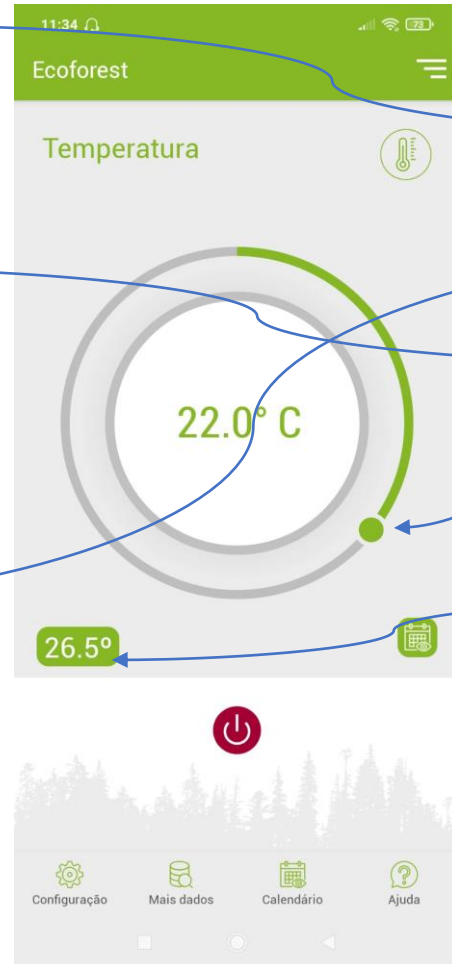 11:34
73
Ecoforest
Temperatura
22.0° C
26.5º
Configuração Mais dados Calendário Ajuda